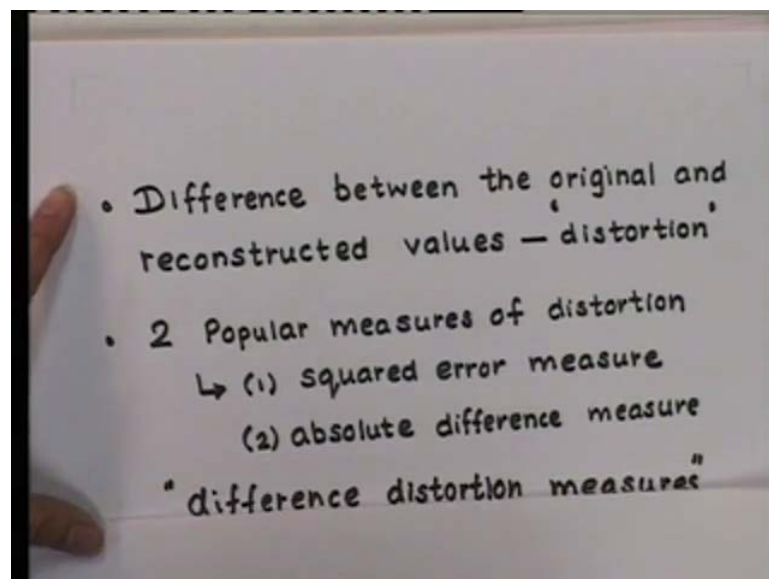 • Difference between the original and
reconstructed values — 'distortion'
• 2 Popular measures of distortion
↳ (1) squared error measure
(2) absolute difference measure
"difference distortion measures"